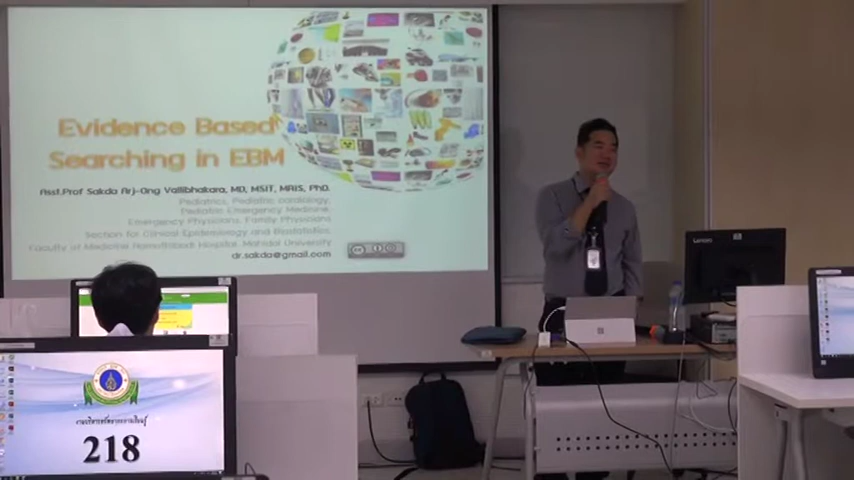 Evidence Based
Searching in EBM
Asst.Prof Sakda Arj-Ong Vallibhakara, MD, MSIT, MRIS, PhD.
Pediatrics, Pediatric cardiology,
Pediatric Emergency Medicine,
Emergency Physicians, Family Physicians
Section for Clinical Epidemiology and Biostatistics
Faculty of Medicine Ramathibodi Hospital, Mahidol University
dr.sakda@gmail.com
Lenovo
218